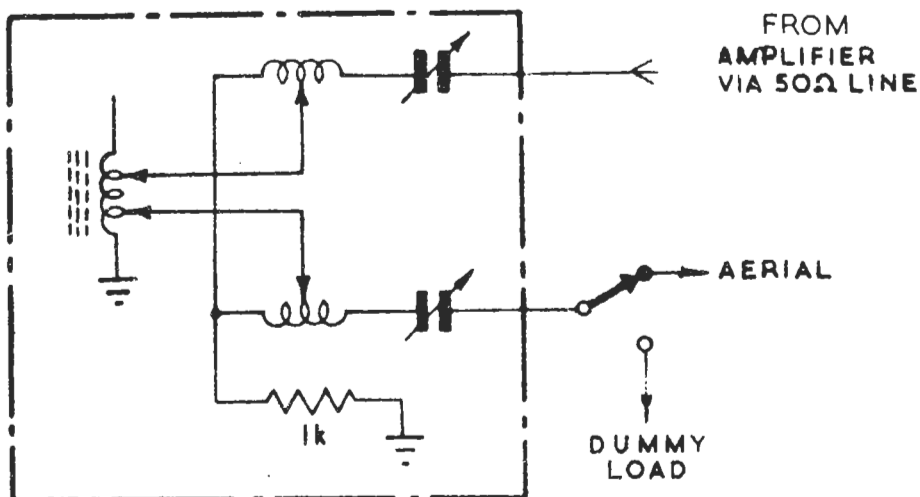 FROM
AMPLIFIER
VIA 50Ω LINE
AERIAL
1k
DUMMY
LOAD